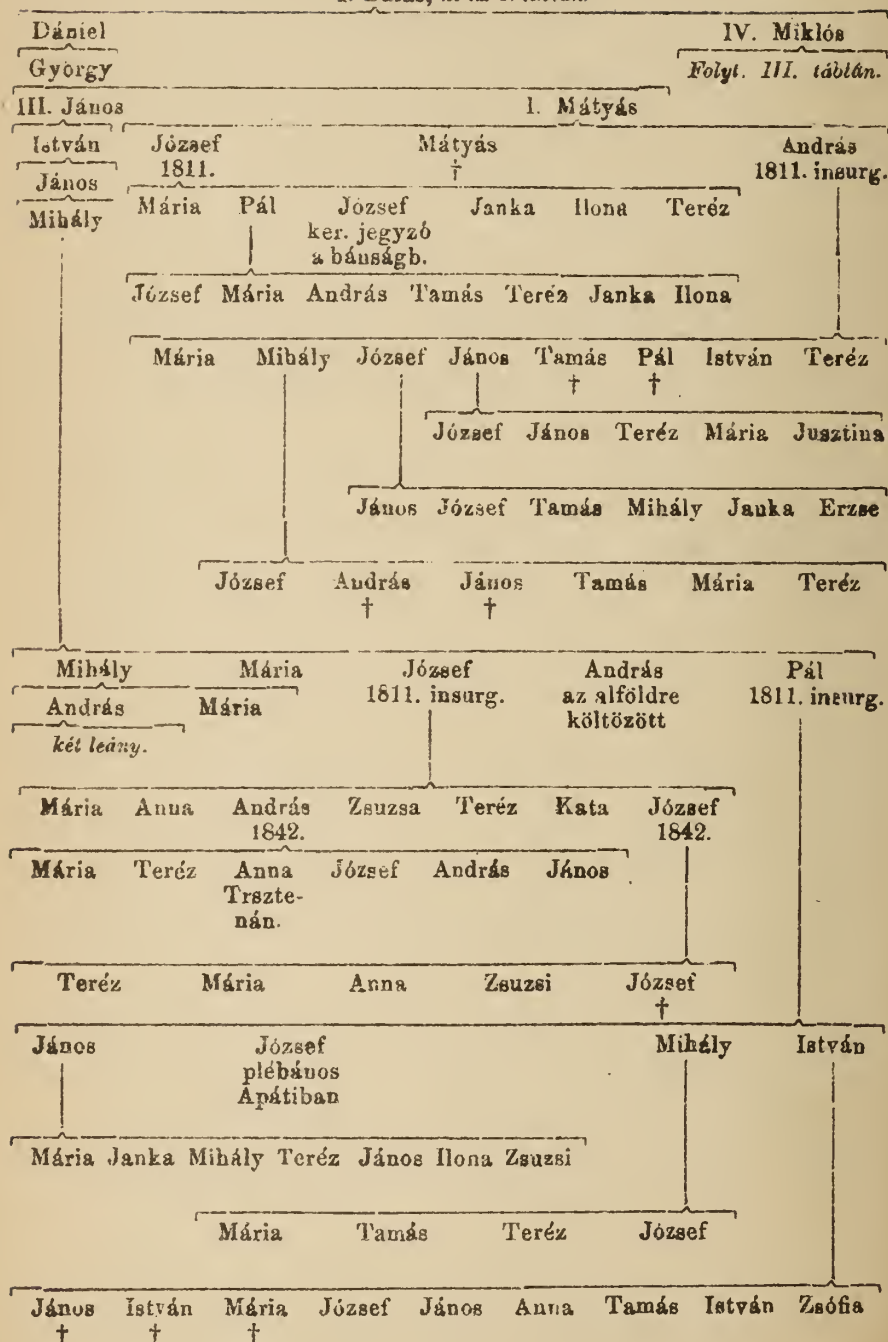 Dániel IV. Miklós
György Folyt. III. táblán.
III. János I. Mátyás
István József Mátyás András
1811. † 1811. insurg.
János
Mihály Mária Pál József Janka Ilona Teréz
ker. jegyző
a bánságb.
József Mária András Tamás Teréz Janka Ilona
Mária Mihály József János Tamás Pál István Teréz
† †
József János Teréz Mária Jusztina
János József Tamás Mihály Janka Erzse
József András János Tamás Mária Teréz
† †
Mihály Mária József András Pál
1811. insurg. az alföldre 1811. insurg.
költözött
András Mária
két leány.
Mária Anna András Zsuzsa Teréz Kata József
1842. 1842.
Mária Teréz Anna József András János
Trszte-
nán.
Teréz Mária Anna Zsuzsi József
†
János József Mihály István
plébános
Apátiban
Mária Janka Mihály Teréz János Ilona Zsuzsi
Mária Tamás Teréz József
János István Mária József János Anna Tamás István Zsófia
† † †